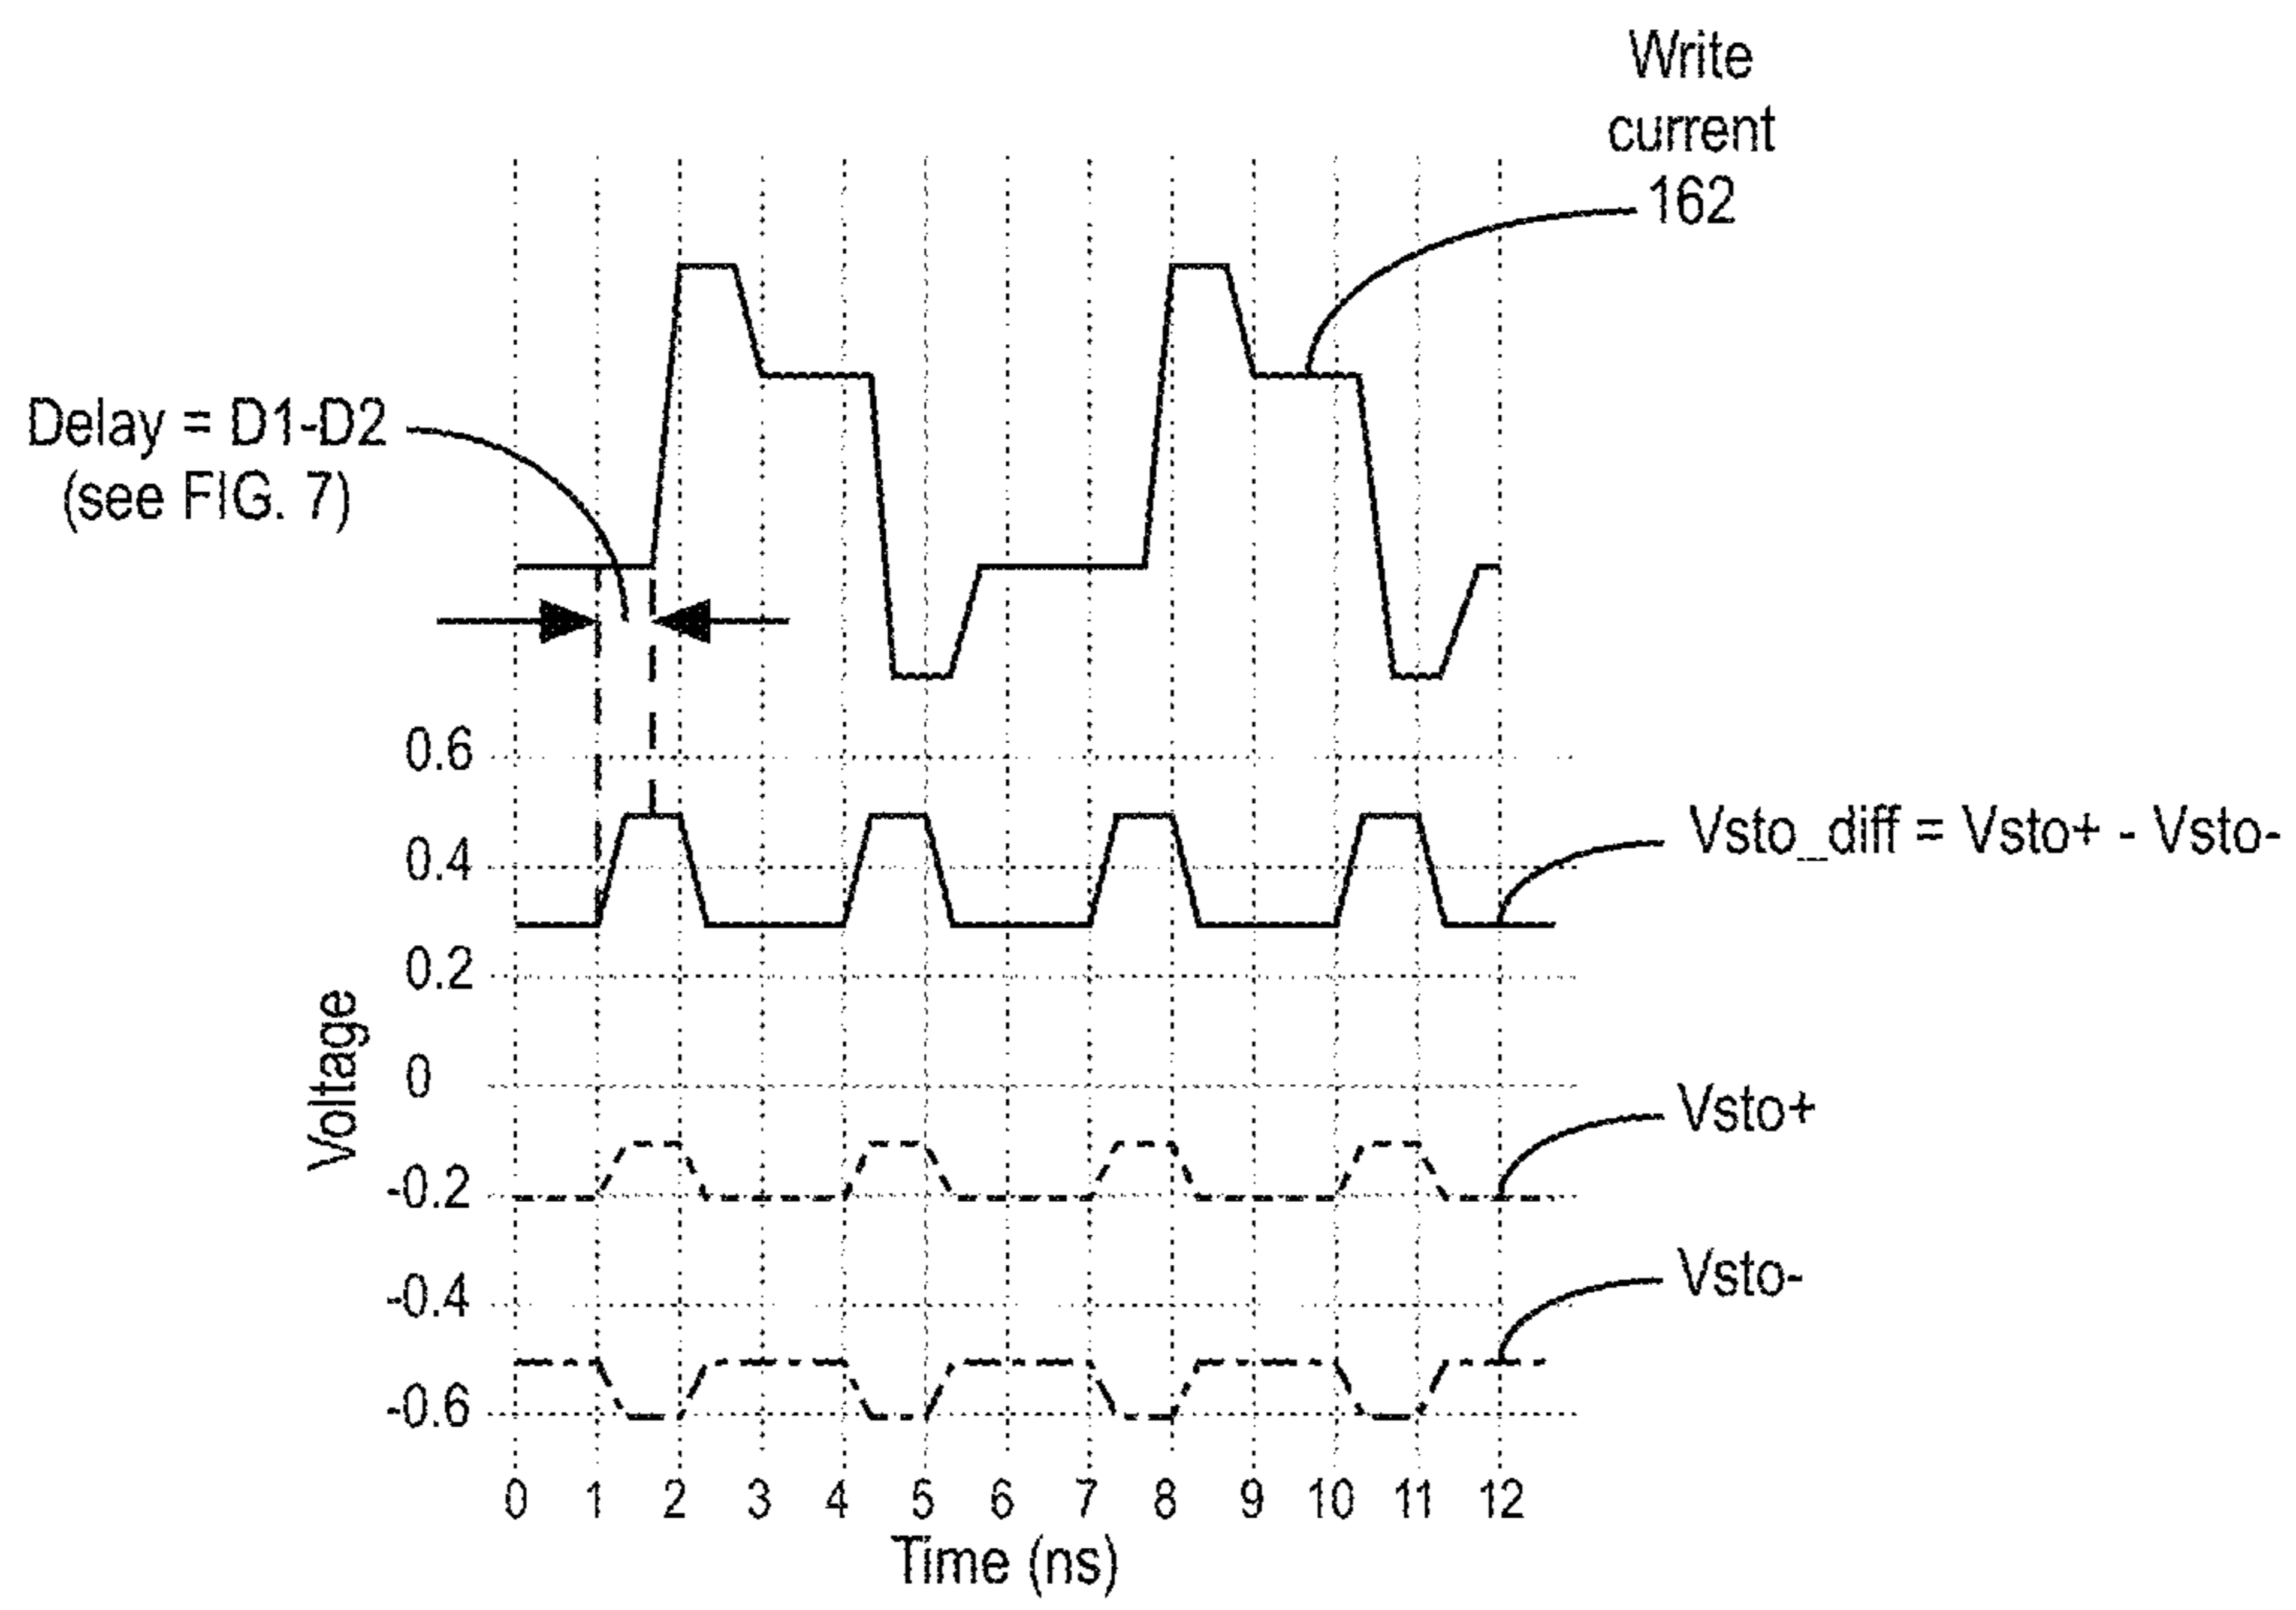 Write
current
162
Delay = D1-D2
(see FIG. 7)
0.6
0.4
0.2
0
-0.2
-0.4
-0.6
Voltage
Vsto_diff = Vsto+ - Vsto-
Vsto+
Vsto-
0 1 2 3 4 5 6 7 8 9 10 11 12
Time (ns)